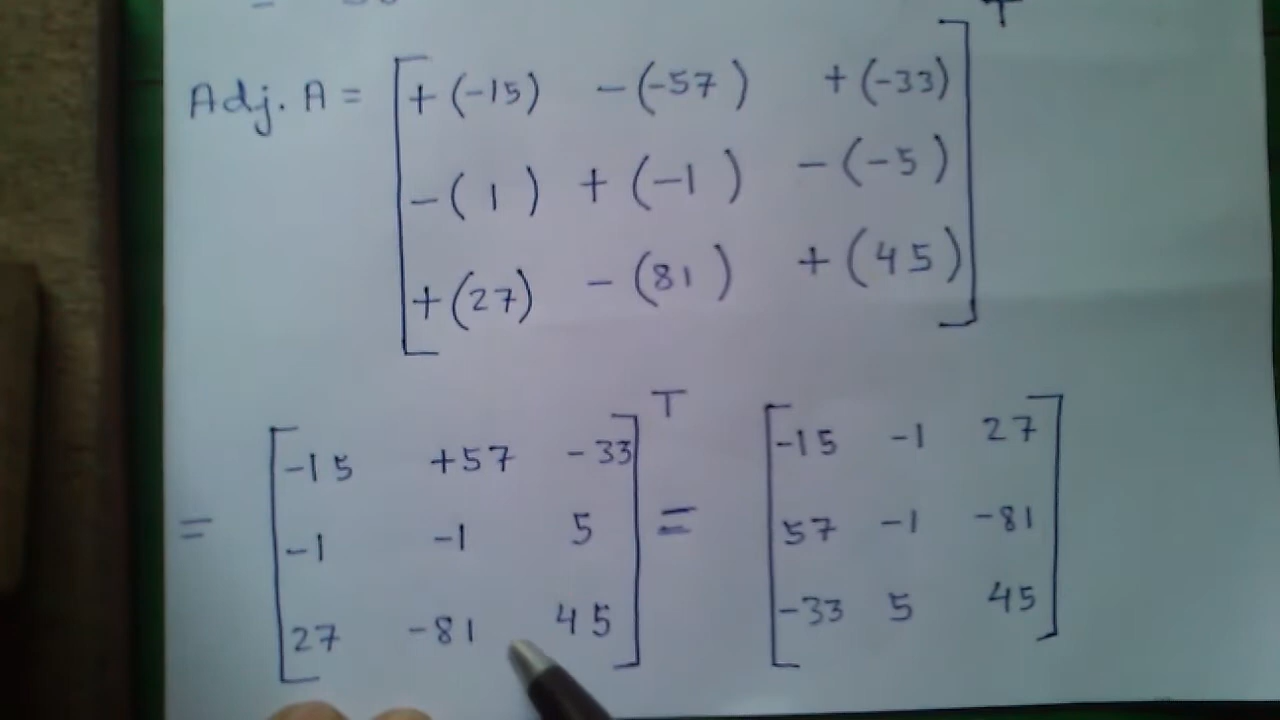 T
Adj. A = [ +(-15) -(-57) +(-33)
-(1) +(-1) -(-5)
+(27) -(81) +(45) ]
= [ -15 +57 -33
-1 -1 5
27 -81 45 ] T
= [ -15 -1 27
57 -1 -81
-33 5 45 ]